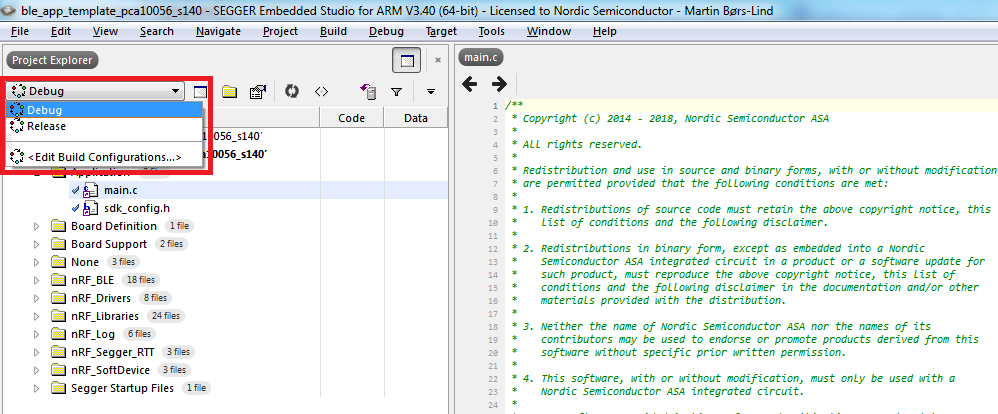 ble_app_template_pca10056_s140 - SEGGER Embedded Studio for ARM V3.40 (64-bit) - Licensed to Nordic Semiconductor - Martin Børs-Lind
File Edit View Search Navigate Project Build Debug Target Tools Window Help
Project Explorer
main.c
Debug
Debug
Code Data
Release
a10056_s140'
<Edit Build Configurations...>
a10056_s140'
Application
main.c
sdk_config.h
Board Definition 1 file
Board Support 2 files
None 3 files
nRF_BLE 18 files
nRF_Drivers 8 files
nRF_Libraries 24 files
nRF_Log 6 files
nRF_Segger_RTT 3 files
nRF_SoftDevice 3 files
Segger Startup Files 1 file
1 /**
2 * Copyright (c) 2014 - 2018, Nordic Semiconductor ASA
3 *
4 * All rights reserved.
5 *
6 * Redistribution and use in source and binary forms, with or without modification,
7 * are permitted provided that the following conditions are met:
8 *
9 * 1. Redistributions of source code must retain the above copyright notice, this
10 * list of conditions and the following disclaimer.
11 *
12 * 2. Redistributions in binary form, except as embedded into a Nordic
13 * Semiconductor ASA integrated circuit in a product or a software update for
14 * such product, must reproduce the above copyright notice, this list of
15 * conditions and the following disclaimer in the documentation and/or other
16 * materials provided with the distribution.
17 *
18 * 3. Neither the name of Nordic Semiconductor ASA nor the names of its
19 * contributors may be used to endorse or promote products derived from this
20 * software without specific prior written permission.
21 *
22 * 4. This software, with or without modification, must only be used with a
23 * Nordic Semiconductor ASA integrated circuit.
24 *